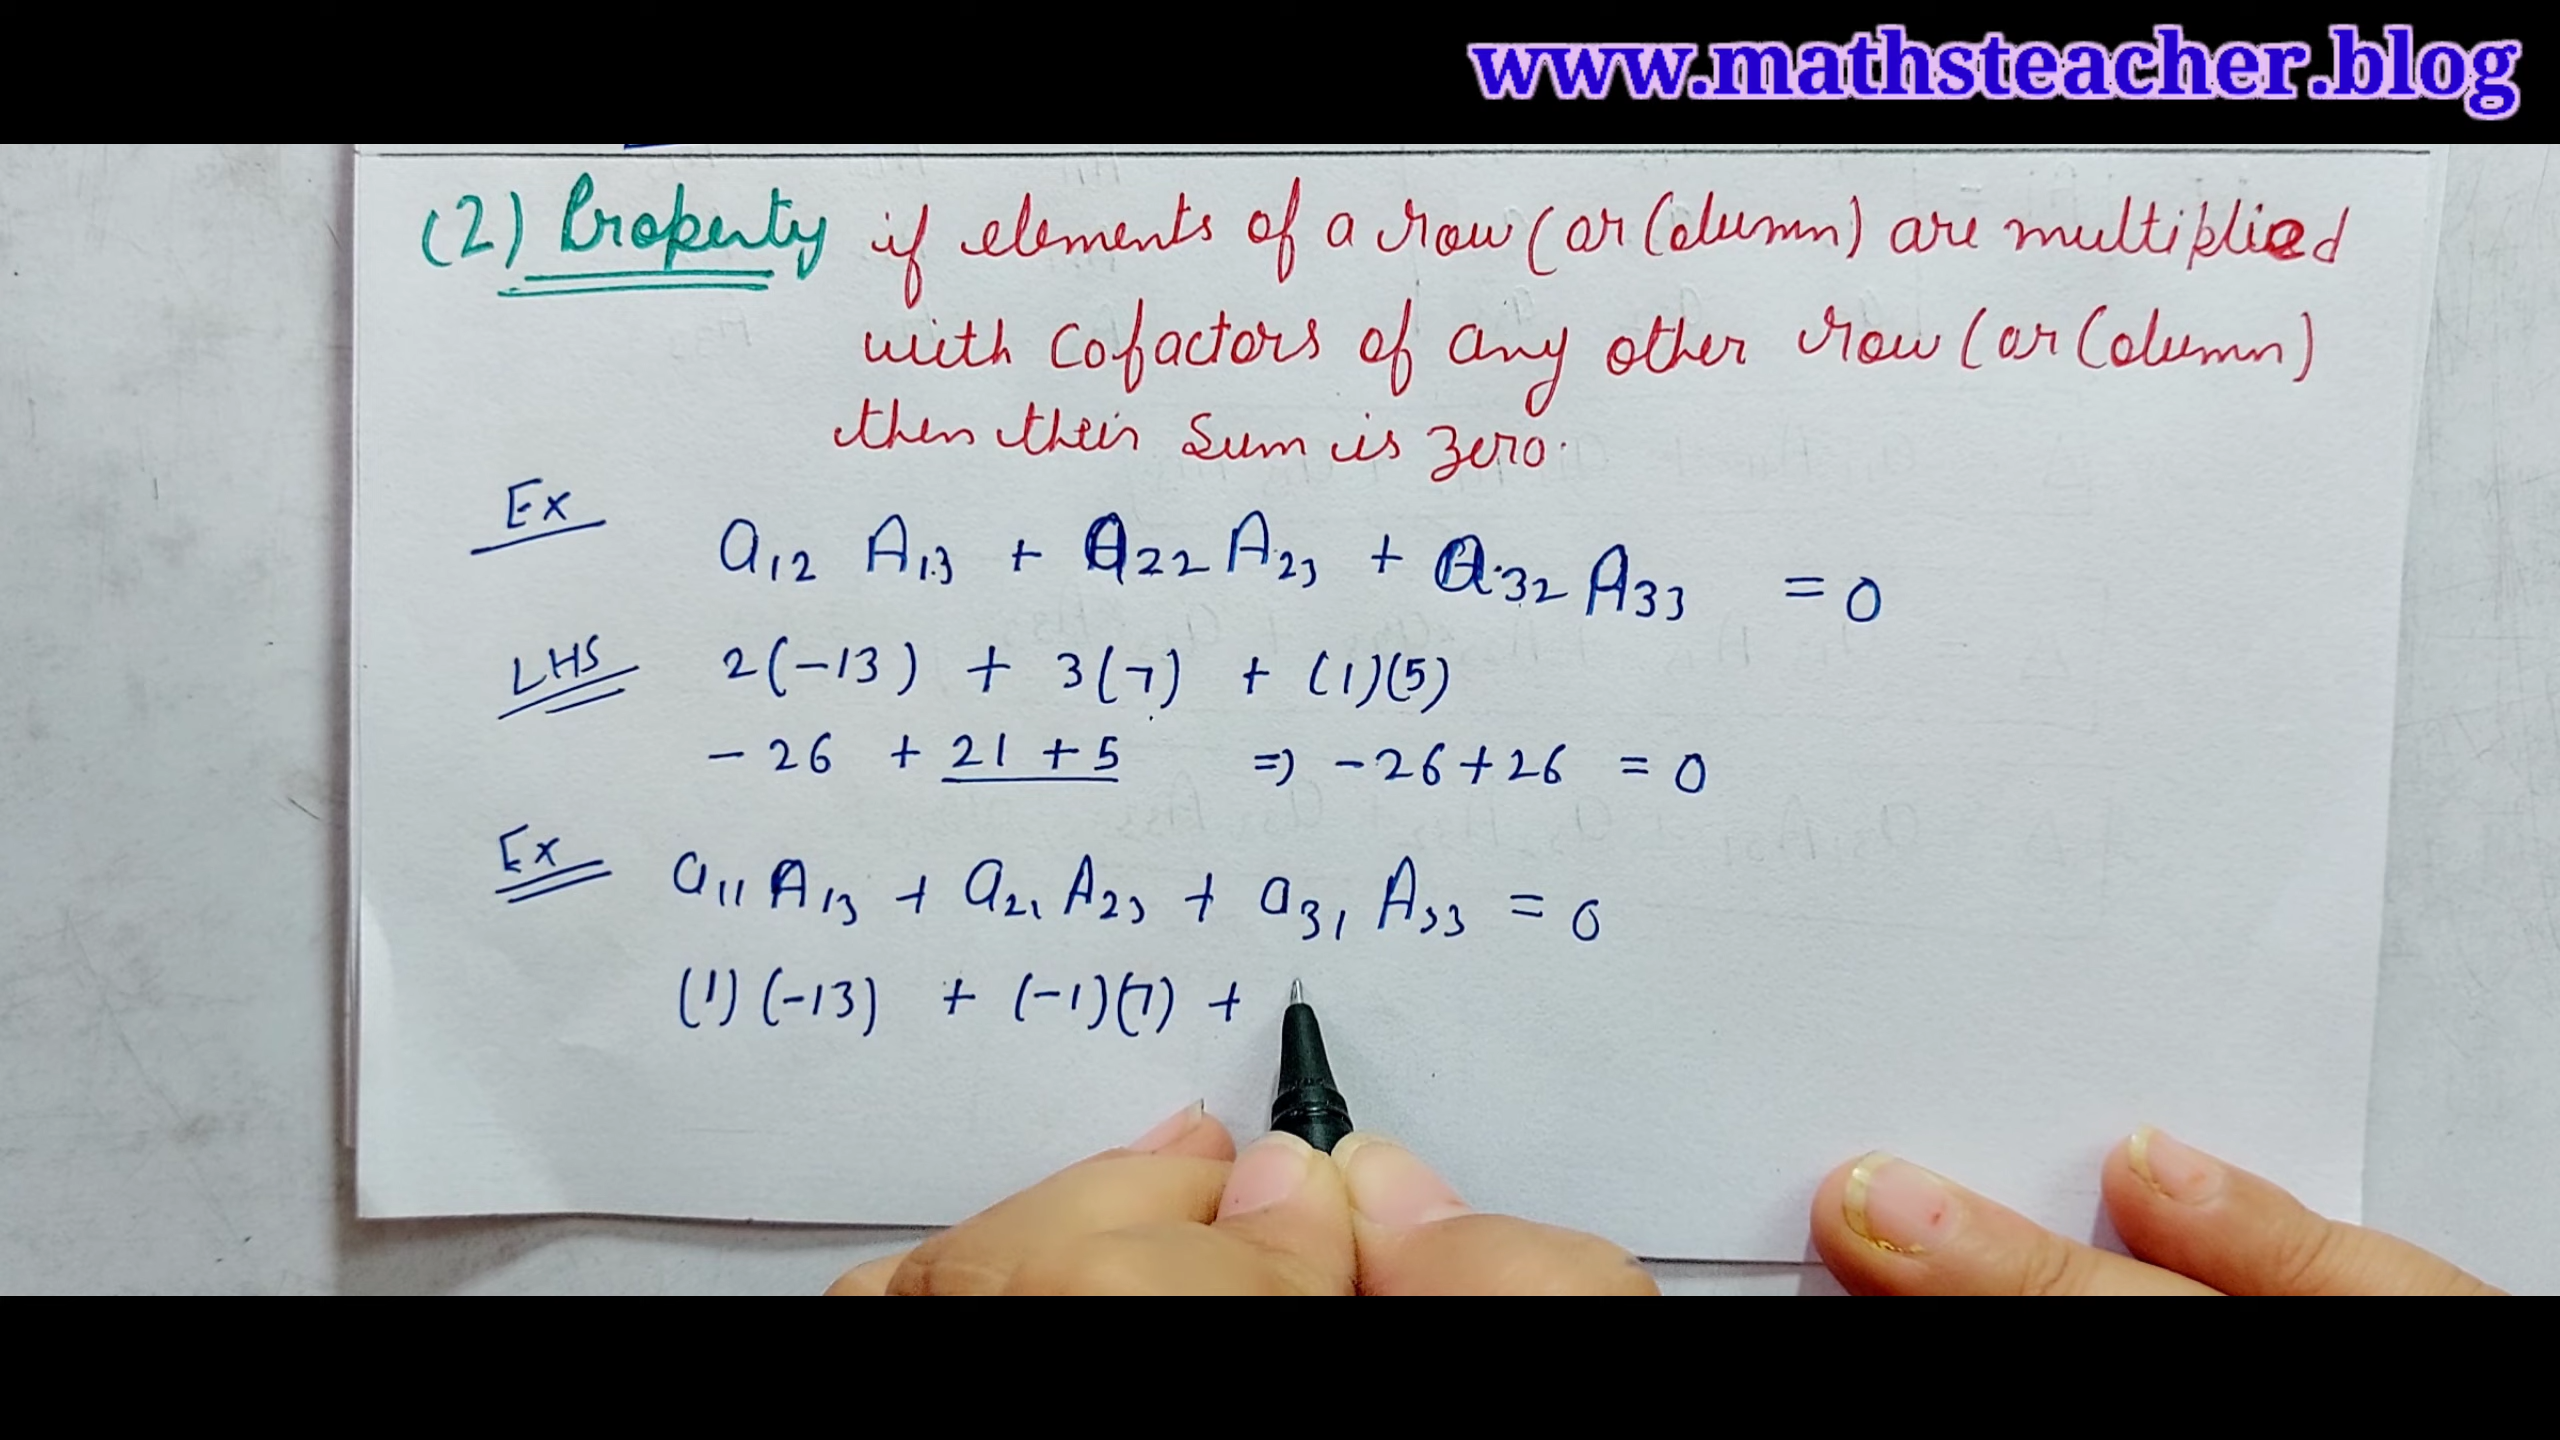 www.mathsteacher.blog
(2) Property if elements of a row (or Column) are multiplied
with cofactors of any other row (or Column)
then their sum is zero.
Ex a₁₂ A₁₃ + a₂₂ A₂₃ + a₃₂ A₃₃ = 0
LHS 2(-13) + 3(7) + (1)(5)
- 26 + 21 + 5 => -26+26 = 0
Ex a₁₁ A₁₃ + a₂₁ A₂₃ + a₃₁ A₃₃ = 0
(1)(-13) + (-1)(7) +